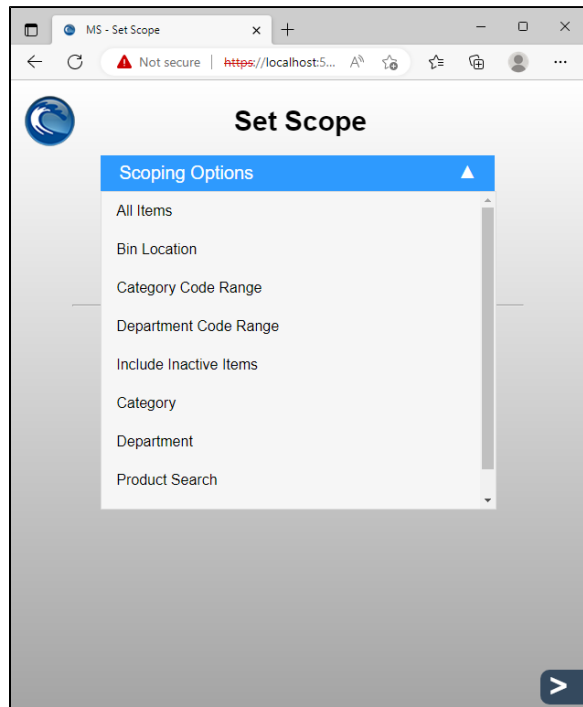 MS - Set Scope
Not secure | https://localhost:5...
Set Scope
Scoping Options ▲
All Items
Bin Location
Category Code Range
Department Code Range
Include Inactive Items
Category
Department
Product Search
>